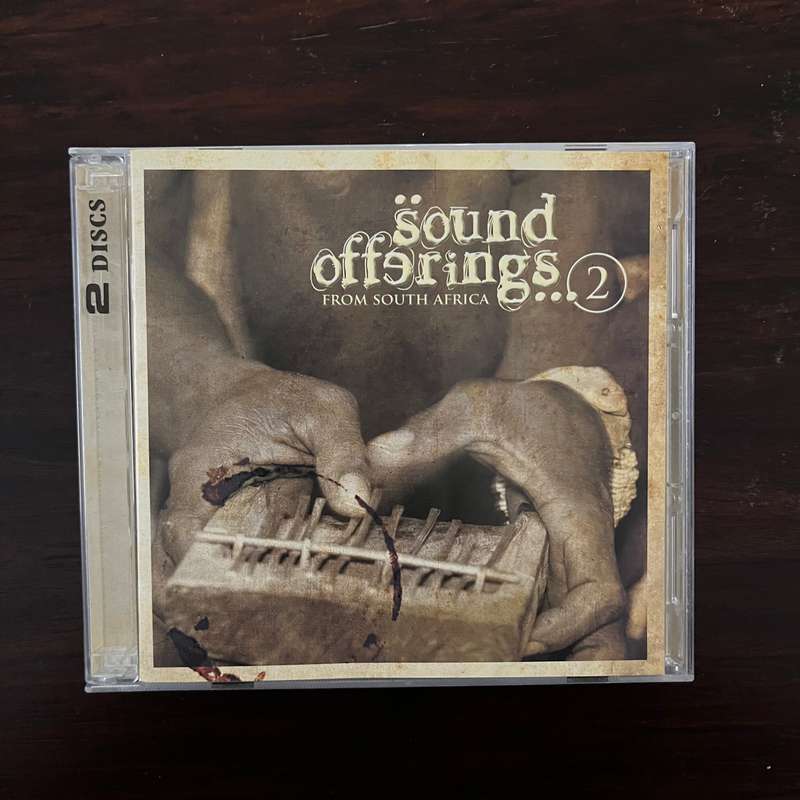 2 DISCS
sound
offerings... 2
FROM SOUTH AFRICA